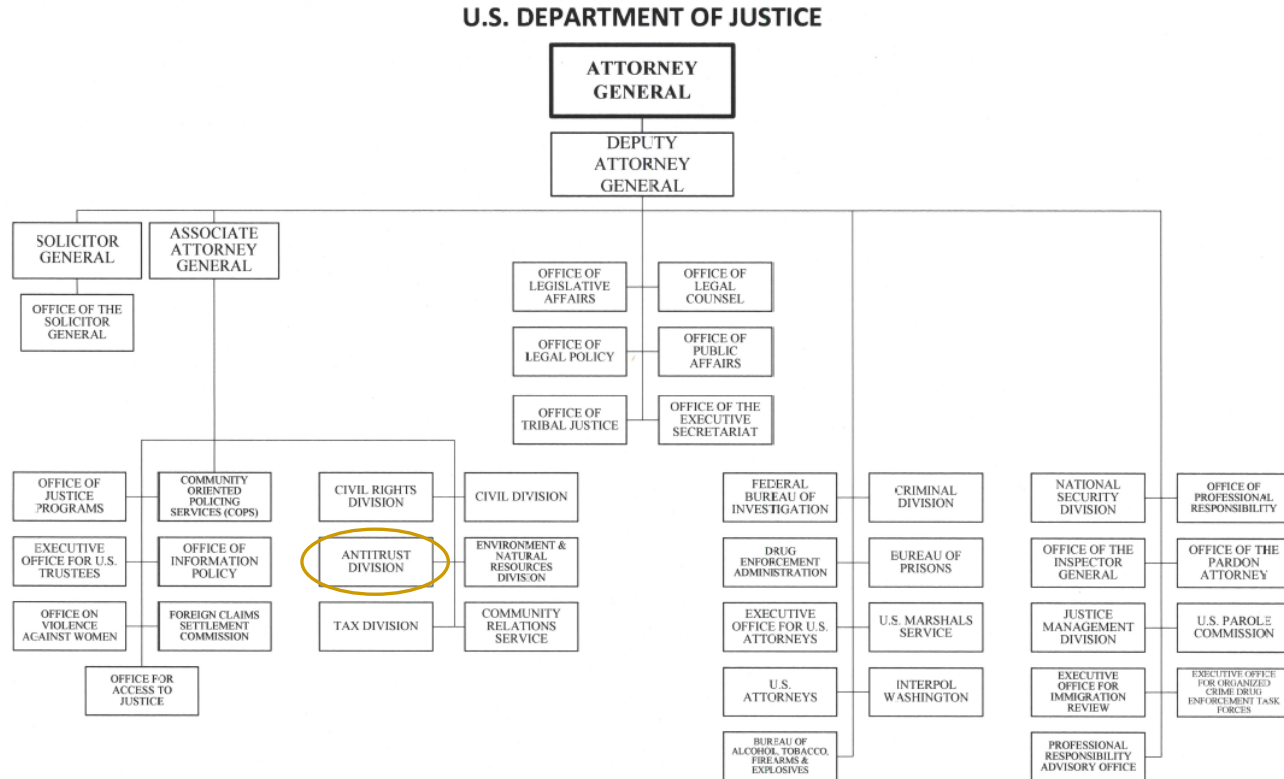 U.S. DEPARTMENT OF JUSTICE
ATTORNEY
GENERAL
DEPUTY
ATTORNEY
GENERAL
SOLICITOR
GENERAL
ASSOCIATE
ATTORNEY
GENERAL
OFFICE OF THE
SOLICITOR
GENERAL
OFFICE OF
LEGISLATIVE
AFFAIRS
OFFICE OF
LEGAL
COUNSEL
OFFICE OF
LEGAL POLICY
OFFICE OF
PUBLIC
AFFAIRS
OFFICE OF
TRIBAL JUSTICE
OFFICE OF THE
EXECUTIVE
SECRETARIAT
OFFICE OF
JUSTICE
PROGRAMS
COMMUNITY
ORIENTED
POLICING
SERVICES (COPS)
EXECUTIVE
OFFICE FOR U.S.
TRUSTEES
OFFICE OF
INFORMATION
POLICY
OFFICE ON
VIOLENCE
AGAINST WOMEN
FOREIGN CLAIMS
SETTLEMENT
COMMISSION
OFFICE FOR
ACCESS TO
JUSTICE
CIVIL RIGHTS
DIVISION
CIVIL DIVISION
ANTITRUST
DIVISION
ENVIRONMENT &
NATURAL
RESOURCES
DIVISION
TAX DIVISION
COMMUNITY
RELATIONS
SERVICE
FEDERAL
BUREAU OF
INVESTIGATION
CRIMINAL
DIVISION
DRUG
ENFORCEMENT
ADMINISTRATION
BUREAU OF
PRISONS
EXECUTIVE
OFFICE FOR U.S.
ATTORNEYS
U.S. MARSHALS
SERVICE
U.S.
ATTORNEYS
INTERPOL
WASHINGTON
BUREAU OF
ALCOHOL, TOBACCO,
FIREARMS &
EXPLOSIVES
NATIONAL
SECURITY
DIVISION
OFFICE OF
PROFESSIONAL
RESPONSIBILITY
OFFICE OF THE
INSPECTOR
GENERAL
OFFICE OF THE
PARDON
ATTORNEY
JUSTICE
MANAGEMENT
DIVISION
U.S. PAROLE
COMMISSION
EXECUTIVE
OFFICE FOR
IMMIGRATION
REVIEW
EXECUTIVE OFFICE
FOR ORGANIZED
CRIME DRUG
ENFORCEMENT TASK
FORCES
PROFESSIONAL
RESPONSIBILITY
ADVISORY OFFICE